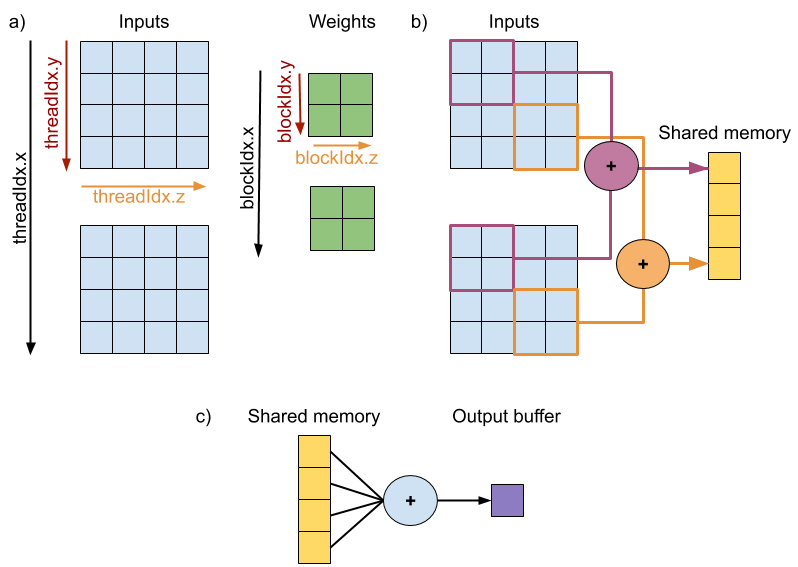 a)
Inputs
Weights
threadIdx.x
threadIdx.y
threadIdx.z
blockIdx.x
blockIdx.y
blockIdx.z
b)
Inputs
Shared memory
+
+
c)
Shared memory
Output buffer
+